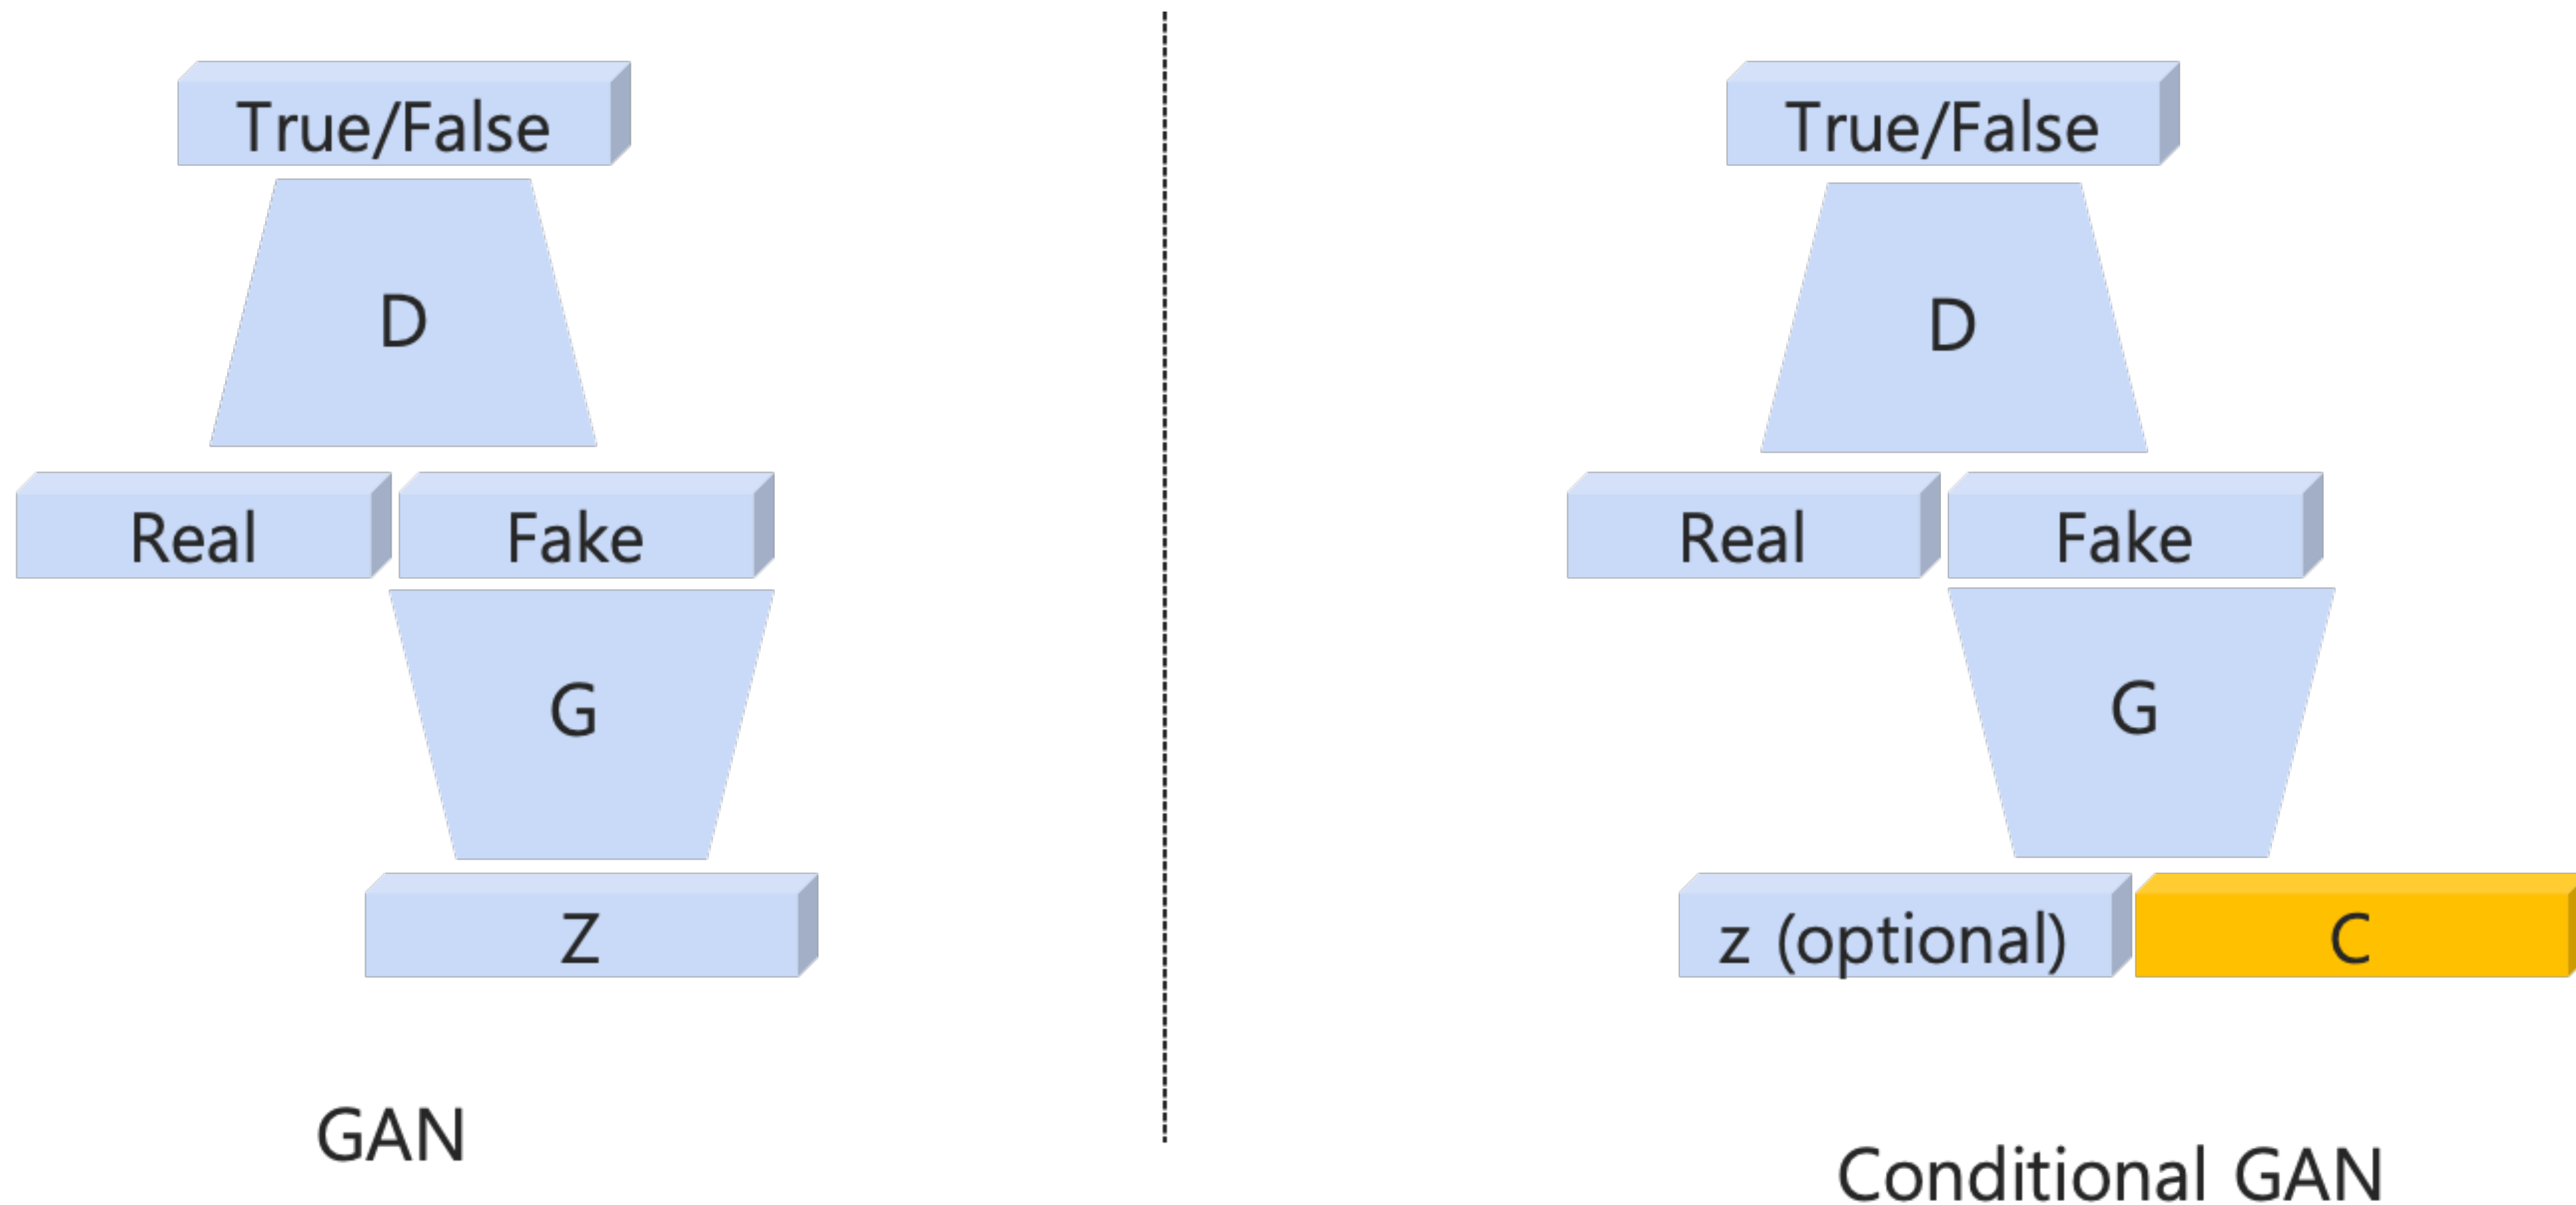 True/False
D
Real
Fake
G
Z
GAN
True/False
D
Real
Fake
G
z (optional)
C
Conditional GAN